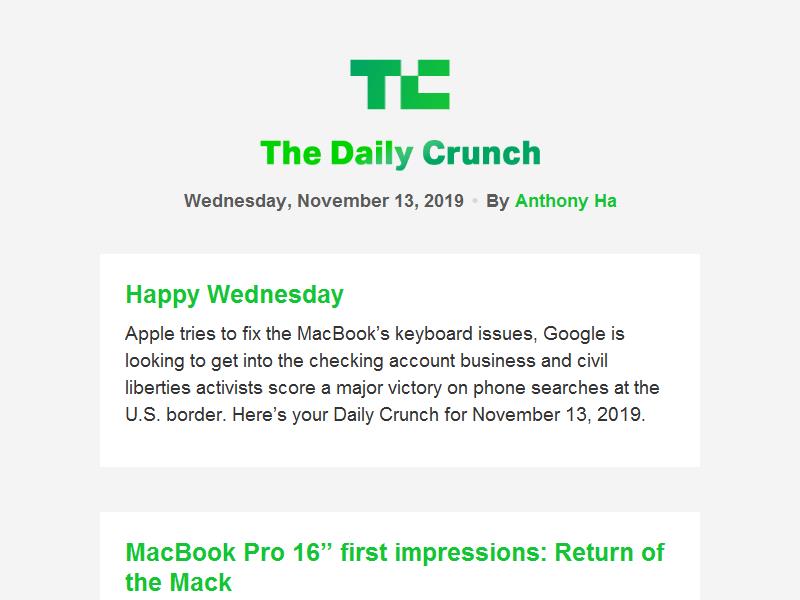 TC
The Daily Crunch
Wednesday, November 13, 2019 • By Anthony Ha
Happy Wednesday
Apple tries to fix the MacBook’s keyboard issues, Google is
looking to get into the checking account business and civil
liberties activists score a major victory on phone searches at the
U.S. border. Here’s your Daily Crunch for November 13, 2019.
MacBook Pro 16” first impressions: Return of
the Mack